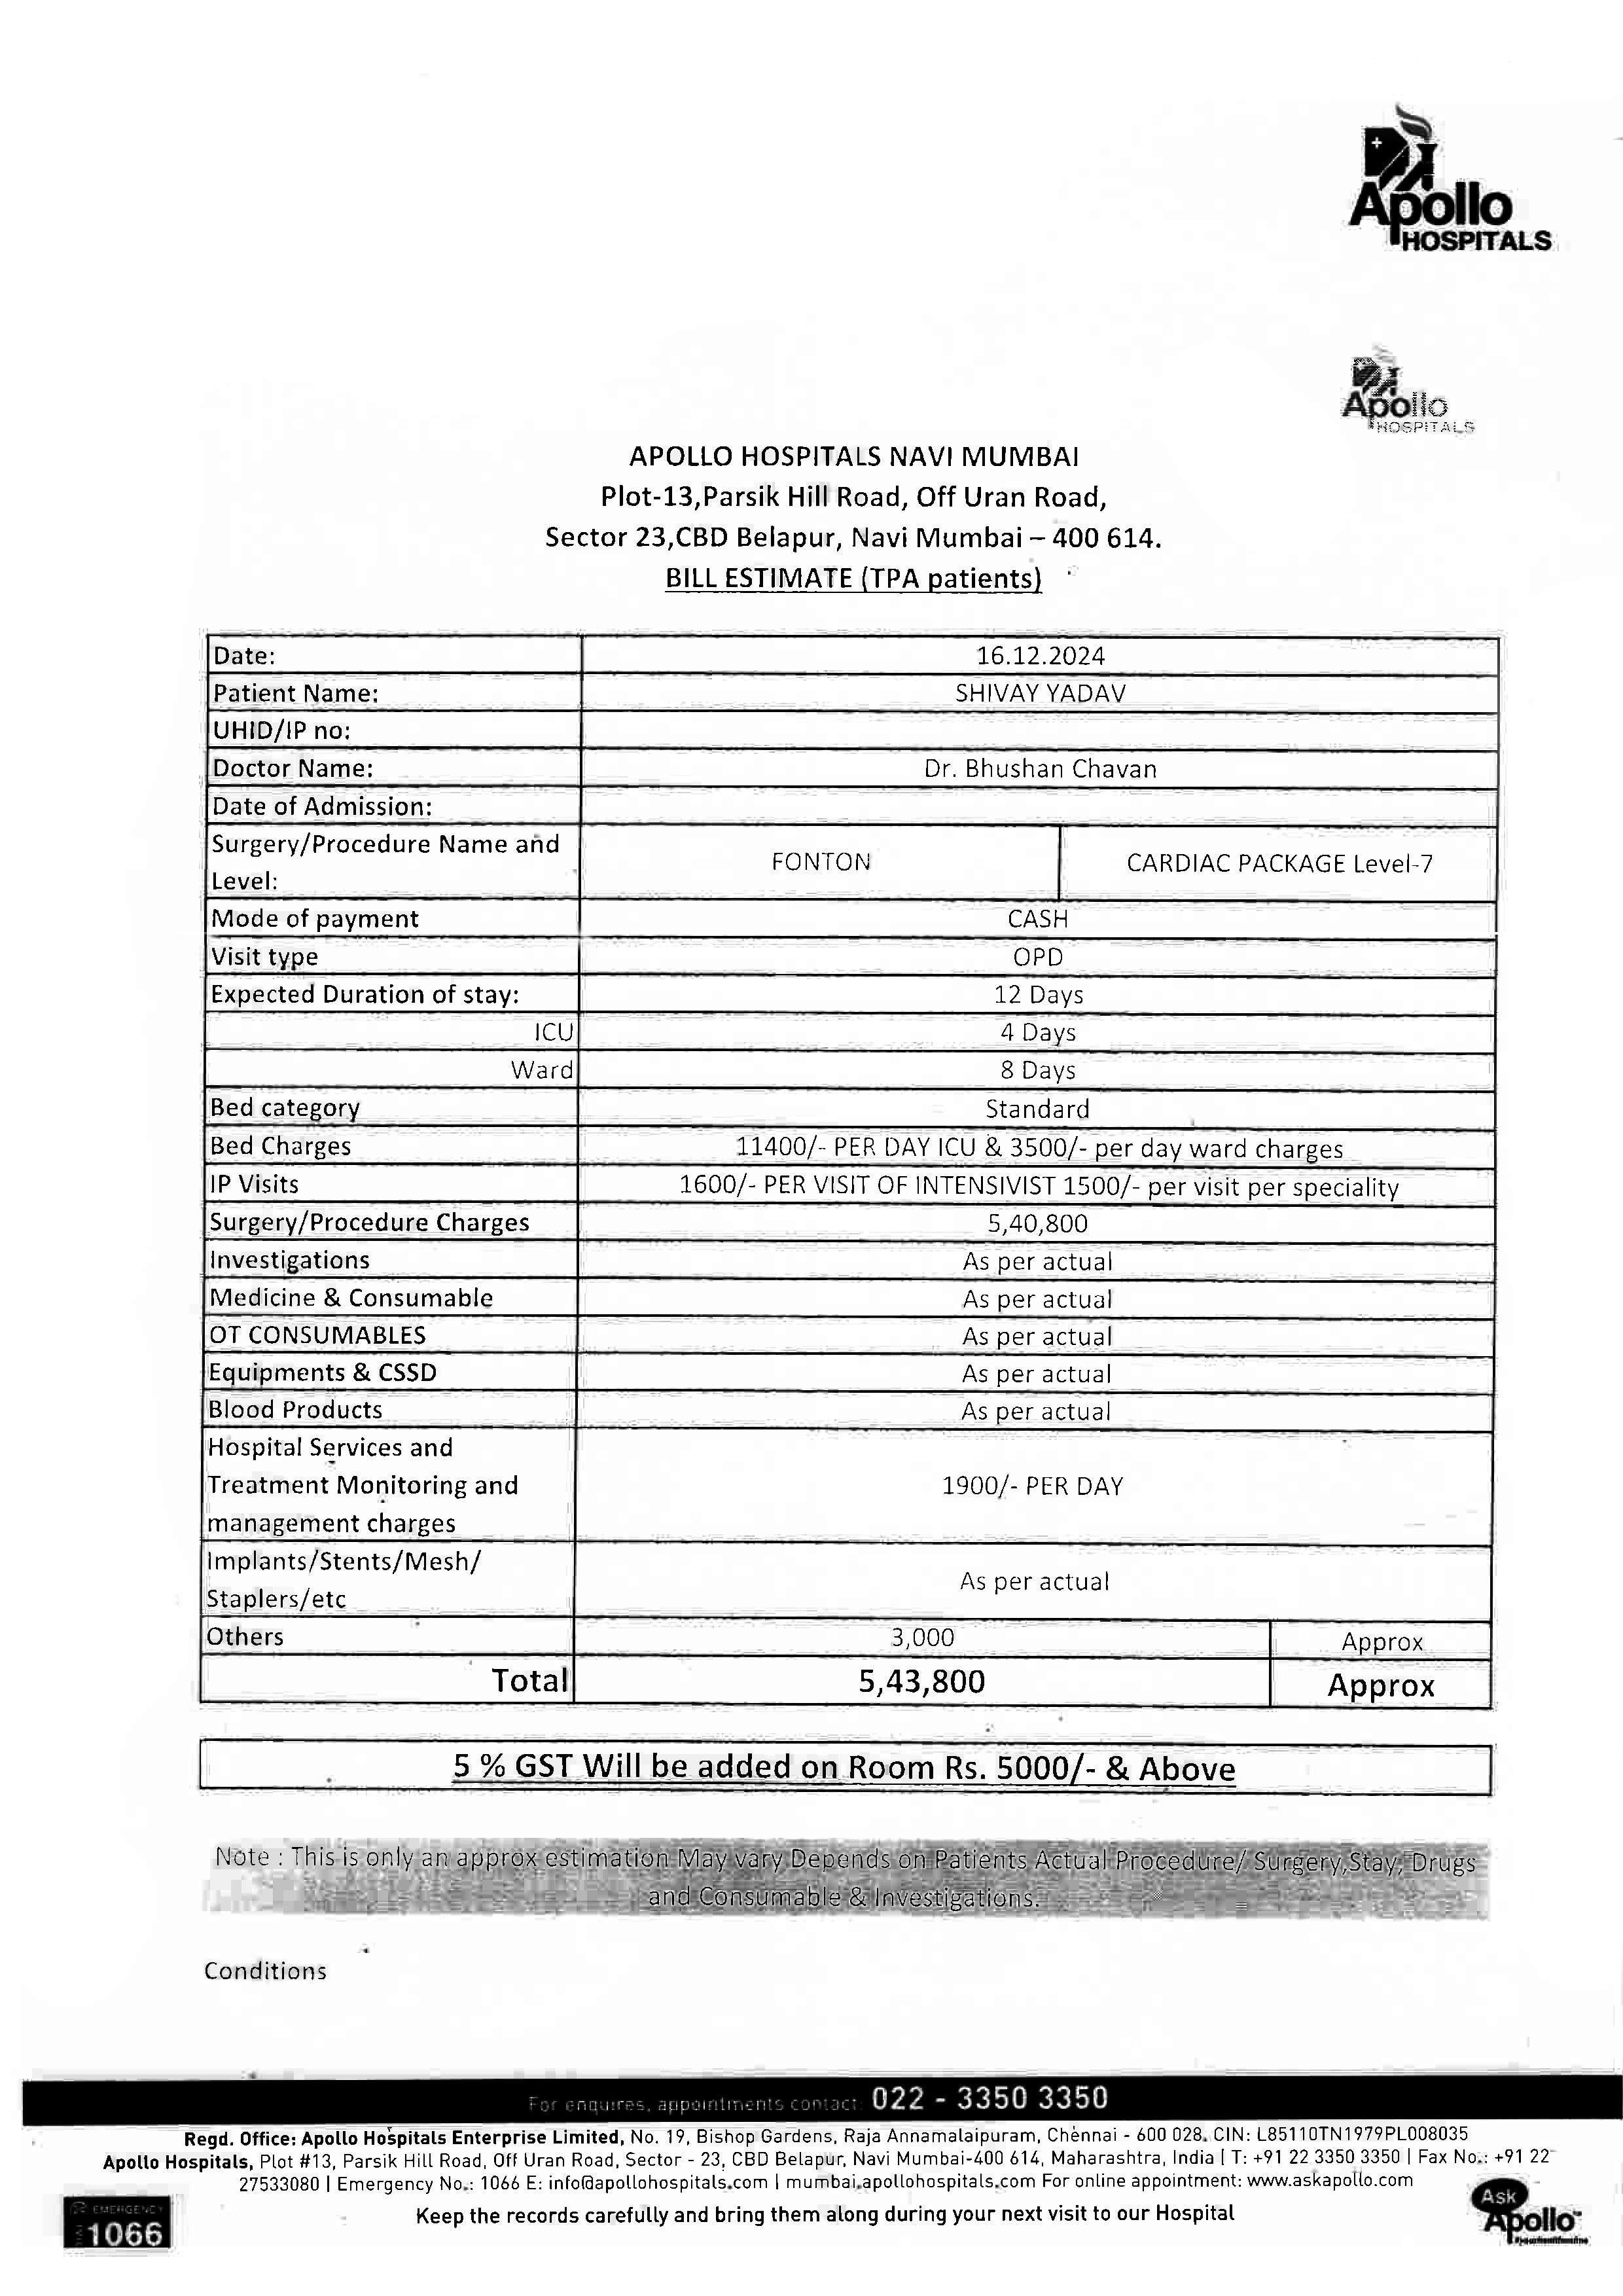 Apollo
HOSPITALS
Apollo
HOSPITALS
APOLLO HOSPITALS NAVI MUMBAI
Plot-13,Parsik Hill Road, Off Uran Road,
Sector 23,CBD Belapur, Navi Mumbai – 400 614.
BILL ESTIMATE (TPA patients)
Date: 16.12.2024
Patient Name: SHIVAY YADAV
UHID/IP no:
Doctor Name: Dr. Bhushan Chavan
Date of Admission:
Surgery/Procedure Name and
Level: FONTON CARDIAC PACKAGE Level-7
Mode of payment CASH
Visit type OPD
Expected Duration of stay: 12 Days
ICU 4 Days
Ward 8 Days
Bed category Standard
Bed Charges 11400/- PER DAY ICU & 3500/- per day ward charges
IP Visits 1600/- PER VISIT OF INTENSIVIST 1500/- per visit per speciality
Surgery/Procedure Charges 5,40,800
Investigations As per actual
Medicine & Consumable As per actual
OT CONSUMABLES As per actual
Equipments & CSSD As per actual
Blood Products As per actual
Hospital Services and
Treatment Monitoring and 1900/- PER DAY
management charges
Implants/Stents/Mesh/
Staplers/etc As per actual
Others 3,000 Approx
Total 5,43,800 Approx
5 % GST Will be added on Room Rs. 5000/- & Above
Note : This is only an approx estimation May vary Depends on Patients Actual Procedure/ Surgery,Stay, Drugs
and Consumable & Investigations.
Conditions
For enquires, appointments contact: 022 - 3350 3350
Regd. Office: Apollo Hospitals Enterprise Limited, No. 19, Bishop Gardens, Raja Annamalaipuram, Chennai - 600 028. CIN: L85110TN1979PL008035
Apollo Hospitals, Plot #13, Parsik Hill Road, Off Uran Road, Sector - 23, CBD Belapur, Navi Mumbai-400 614, Maharashtra, India | T: +91 22 3350 3350 | Fax No.: +91 22
27533080 | Emergency No.: 1066 E: info@apollohospitals.com | mumbai.apollohospitals.com For online appointment: www.askapollo.com
Keep the records carefully and bring them along during your next visit to our Hospital
EMERGENCY
1066
Ask
Apollo